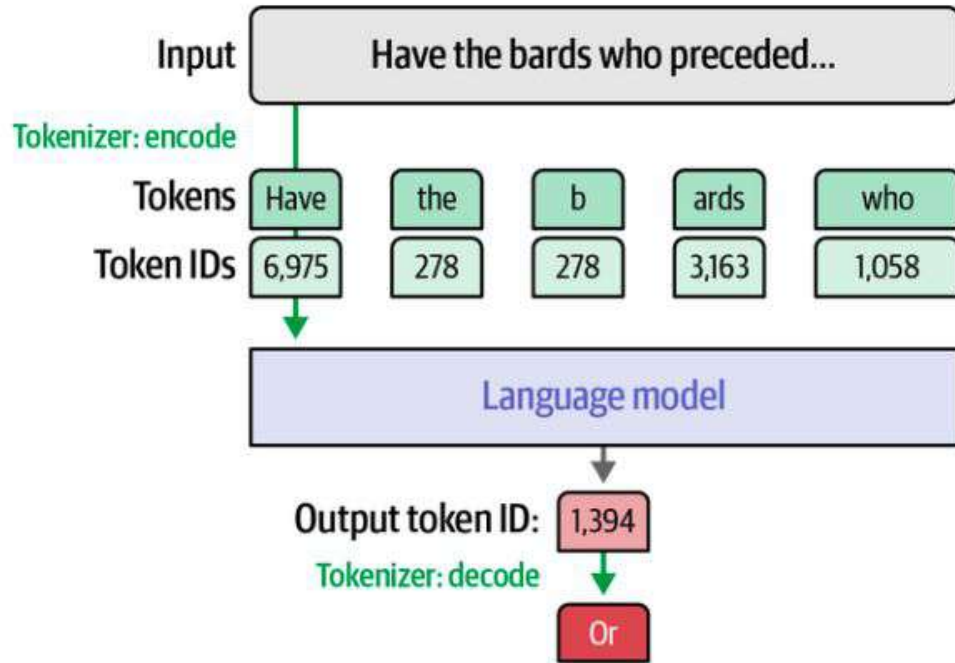 Input Have the bards who preceded...
Tokenizer: encode
Tokens Have the b ards who
Token IDs 6,975 278 278 3,163 1,058
Language model
Output token ID: 1,394
Tokenizer: decode
Or